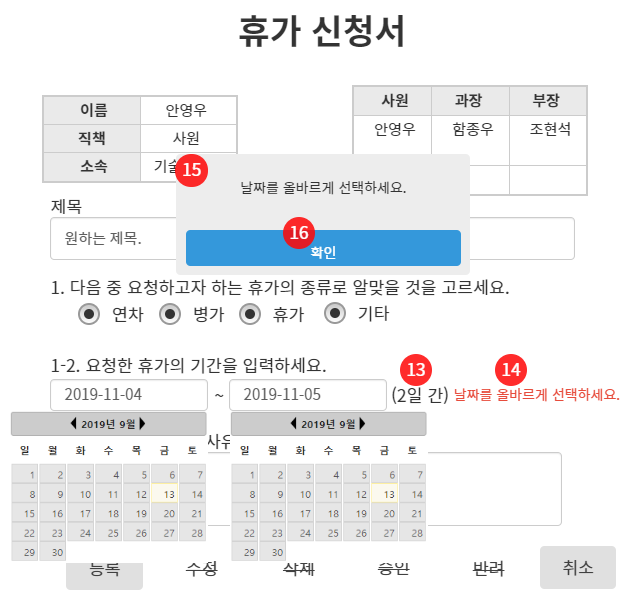 휴가 신청서
이름 안영우
직책 사원
소속 기술
사원 과장 부장
안영우 함종우 조현석
15
날짜를 올바르게 선택하세요.
16
확인
제목
원하는 제목.
1. 다음 중 요청하고자 하는 휴가의 종류로 알맞을 것을 고르세요.
연차 병가 휴가 기타
1-2. 요청한 휴가의 기간을 입력하세요.
13 14
2019-11-04 ~ 2019-11-05 (2일 간) 날짜를 올바르게 선택하세요.
2019년 9월
일 월 화 수 목 금 토
1 2 3 4 5 6 7
8 9 10 11 12 13 14
15 16 17 18 19 20 21
22 23 24 25 26 27 28
29 30
사유
2019년 9월
일 월 화 수 목 금 토
1 2 3 4 5 6 7
8 9 10 11 12 13 14
15 16 17 18 19 20 21
22 23 24 25 26 27 28
29 30
등록 수정 삭제 승인 반려 취소